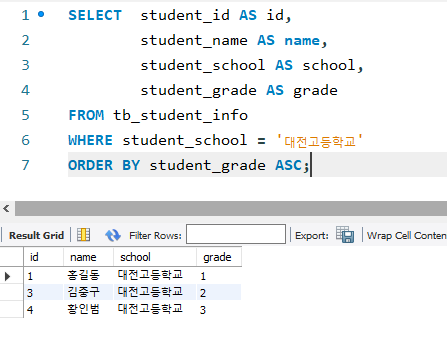 1 SELECT student_id AS id,
2 student_name AS name,
3 student_school AS school,
4 student_grade AS grade
5 FROM tb_student_info
6 WHERE student_school = '대전고등학교'
7 ORDER BY student_grade ASC;
Result Grid Filter Rows: Export: Wrap Cell Conten
id name school grade
1 홍길동 대전고등학교 1
3 김중구 대전고등학교 2
4 황인범 대전고등학교 3